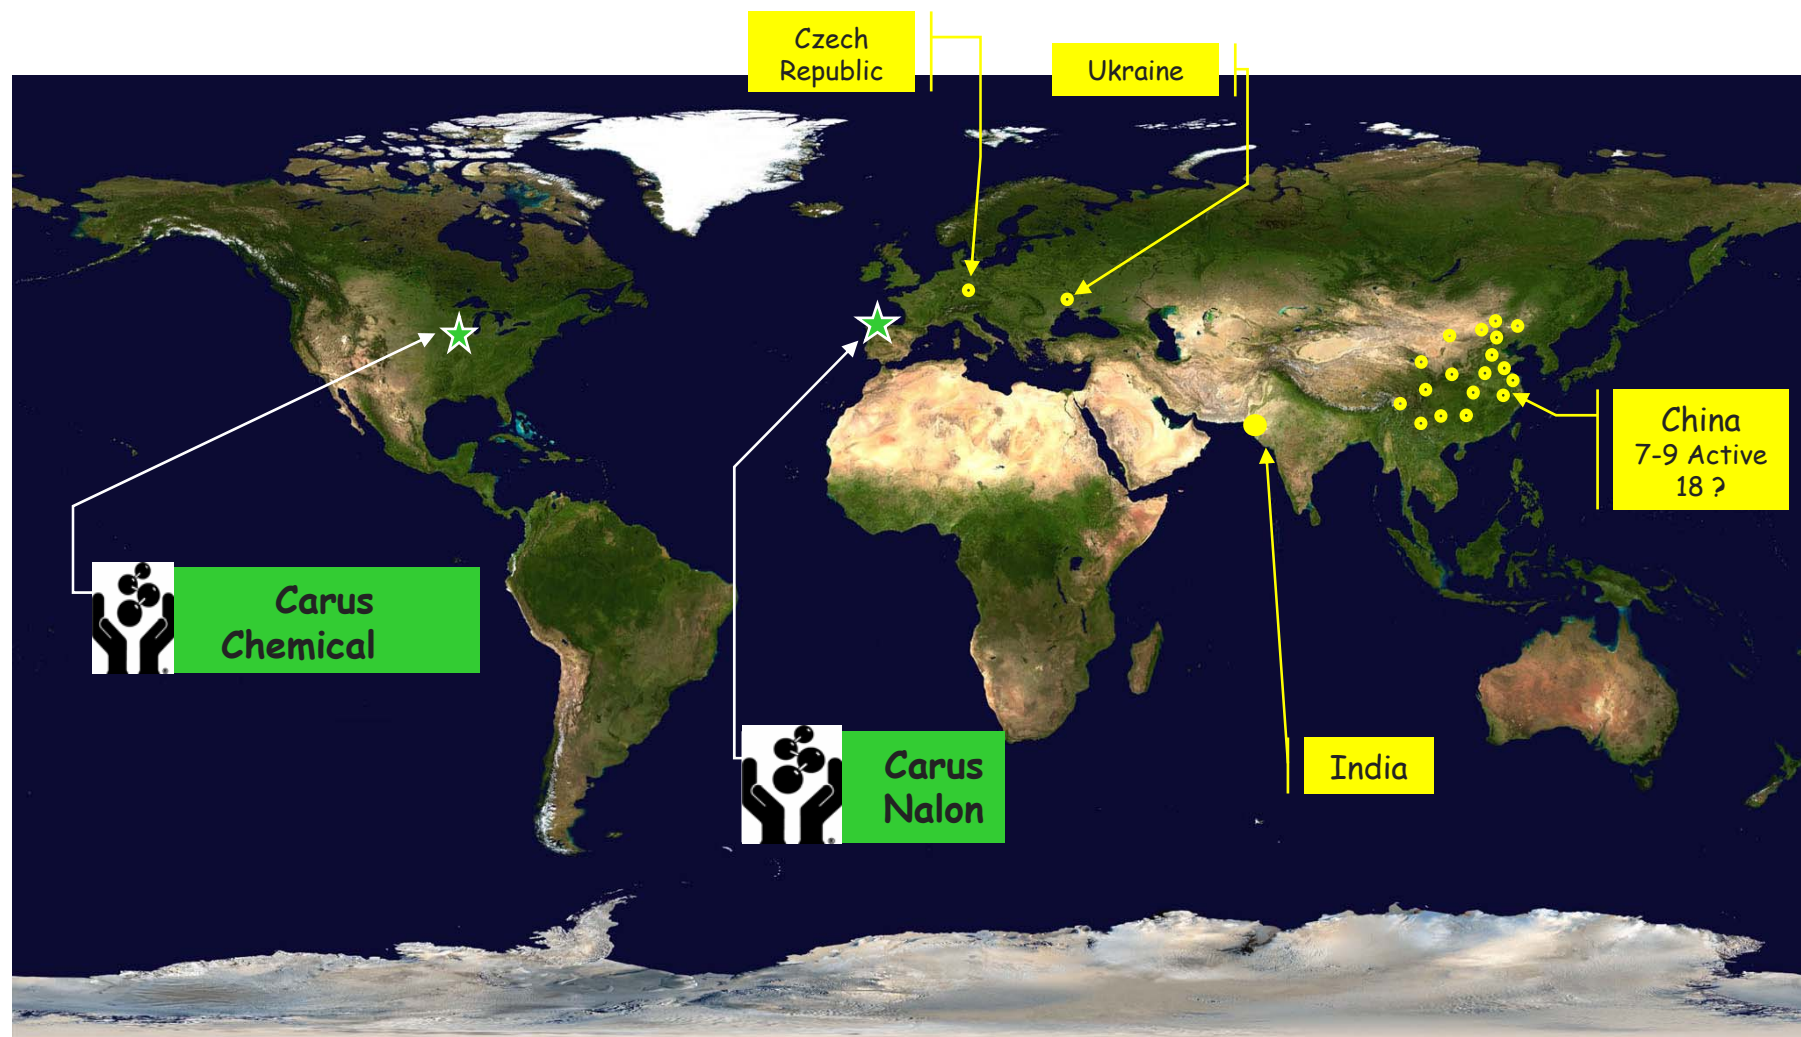 Czech
Republic
Ukraine
China
7-9 Active
18 ?
Carus
Chemical
®
Carus
Nalon
®
India